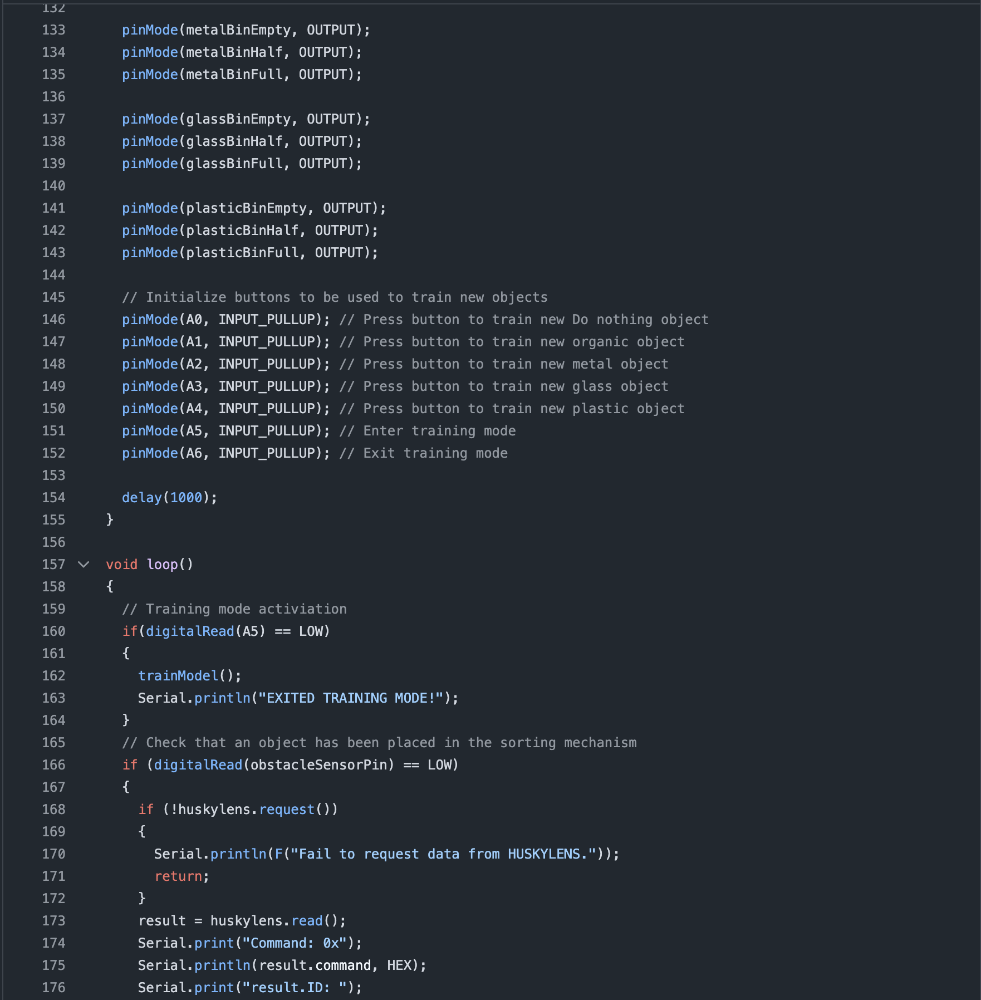 132
133 pinMode(metalBinEmpty, OUTPUT);
134 pinMode(metalBinHalf, OUTPUT);
135 pinMode(metalBinFull, OUTPUT);
136
137 pinMode(glassBinEmpty, OUTPUT);
138 pinMode(glassBinHalf, OUTPUT);
139 pinMode(glassBinFull, OUTPUT);
140
141 pinMode(plasticBinEmpty, OUTPUT);
142 pinMode(plasticBinHalf, OUTPUT);
143 pinMode(plasticBinFull, OUTPUT);
144
145 // Initialize buttons to be used to train new objects
146 pinMode(A0, INPUT_PULLUP); // Press button to train new Do nothing object
147 pinMode(A1, INPUT_PULLUP); // Press button to train new organic object
148 pinMode(A2, INPUT_PULLUP); // Press button to train new metal object
149 pinMode(A3, INPUT_PULLUP); // Press button to train new glass object
150 pinMode(A4, INPUT_PULLUP); // Press button to train new plastic object
151 pinMode(A5, INPUT_PULLUP); // Enter training mode
152 pinMode(A6, INPUT_PULLUP); // Exit training mode
153
154 delay(1000);
155 }
156
157 void loop()
158 {
159 // Training mode activiation
160 if(digitalRead(A5) == LOW)
161 {
162 trainModel();
163 Serial.println("EXITED TRAINING MODE!");
164 }
165 // Check that an object has been placed in the sorting mechanism
166 if (digitalRead(obstacleSensorPin) == LOW)
167 {
168 if (!huskylens.request())
169 {
170 Serial.println(F("Fail to request data from HUSKYLENS."));
171 return;
172 }
173 result = huskylens.read();
174 Serial.print("Command: 0x");
175 Serial.println(result.command, HEX);
176 Serial.print("result.ID: ");